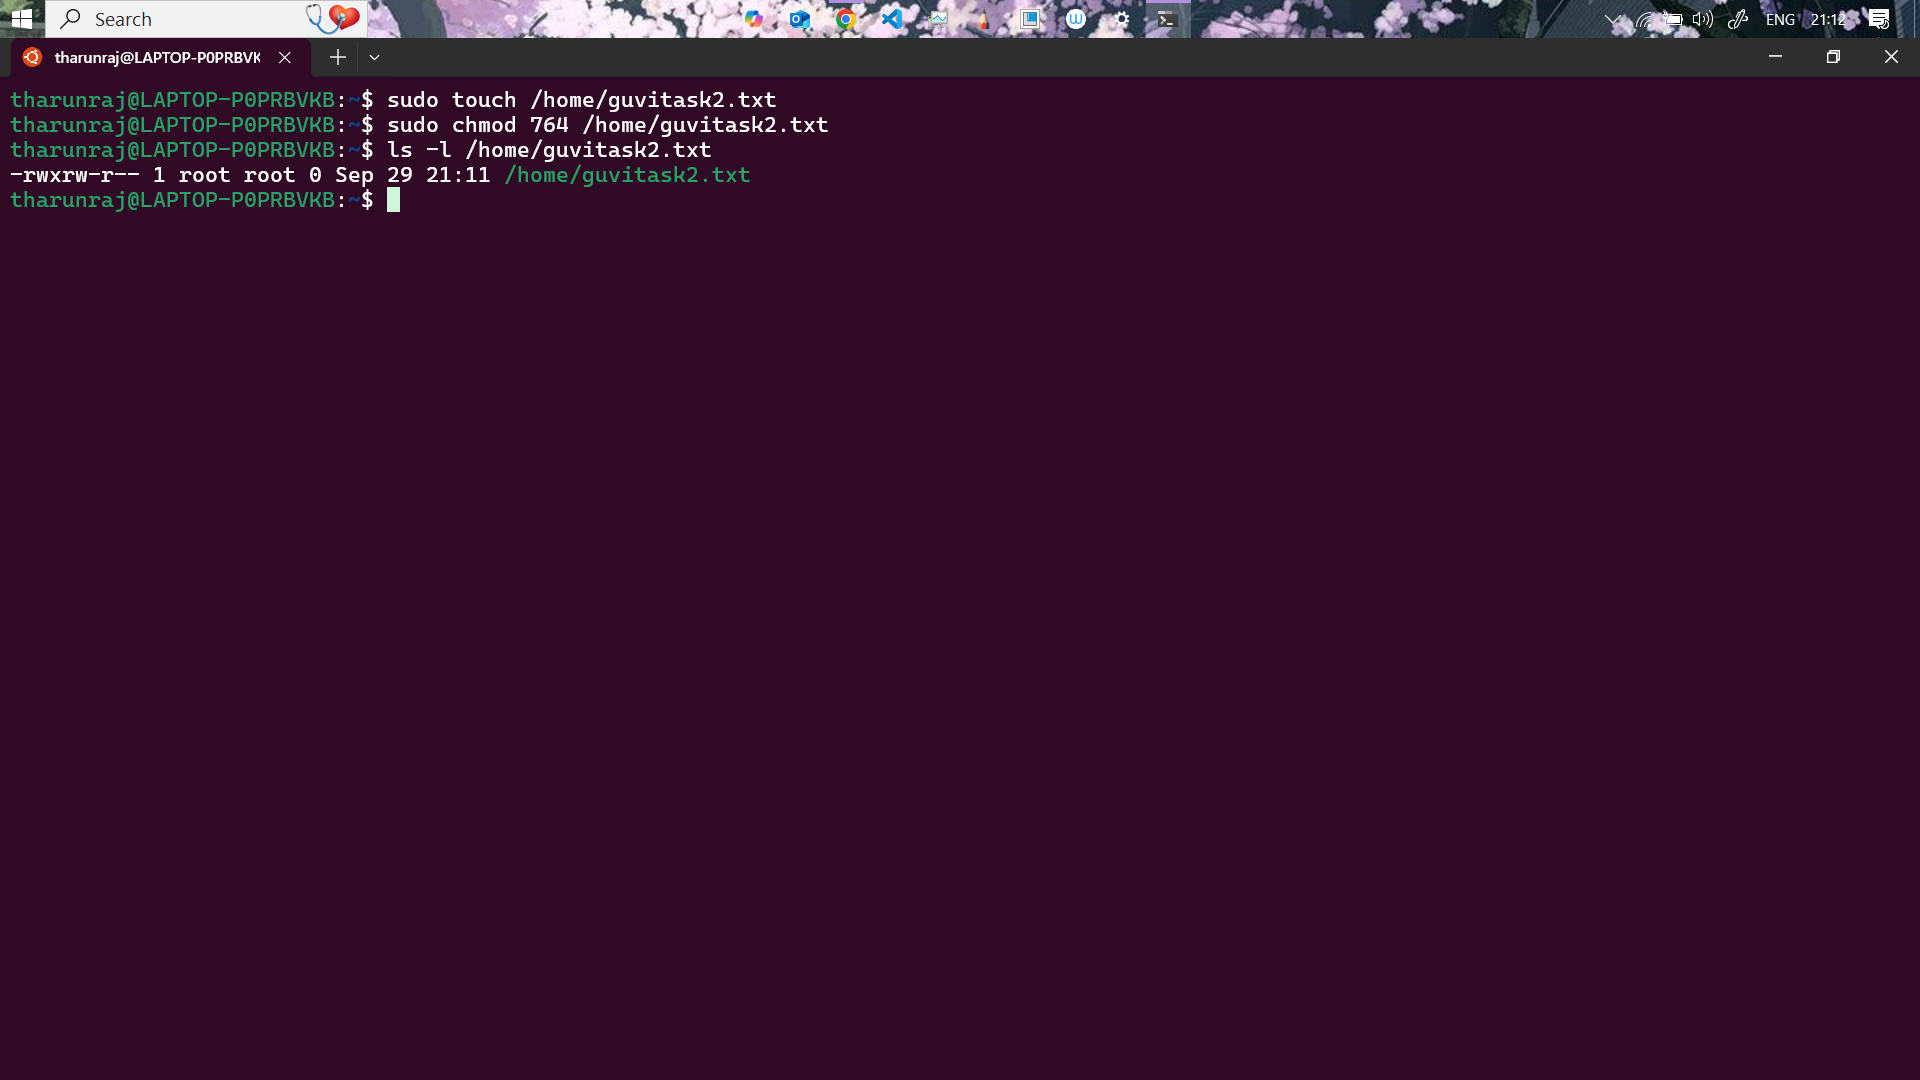 Search
ENG 21:12
tharunraj@LAPTOP-P0PRBVK
tharunraj@LAPTOP-P0PRBVKB:~$ sudo touch /home/guvitask2.txt
tharunraj@LAPTOP-P0PRBVKB:~$ sudo chmod 764 /home/guvitask2.txt
tharunraj@LAPTOP-P0PRBVKB:~$ ls -l /home/guvitask2.txt
-rwxrw-r-- 1 root root 0 Sep 29 21:11 /home/guvitask2.txt
tharunraj@LAPTOP-P0PRBVKB:~$